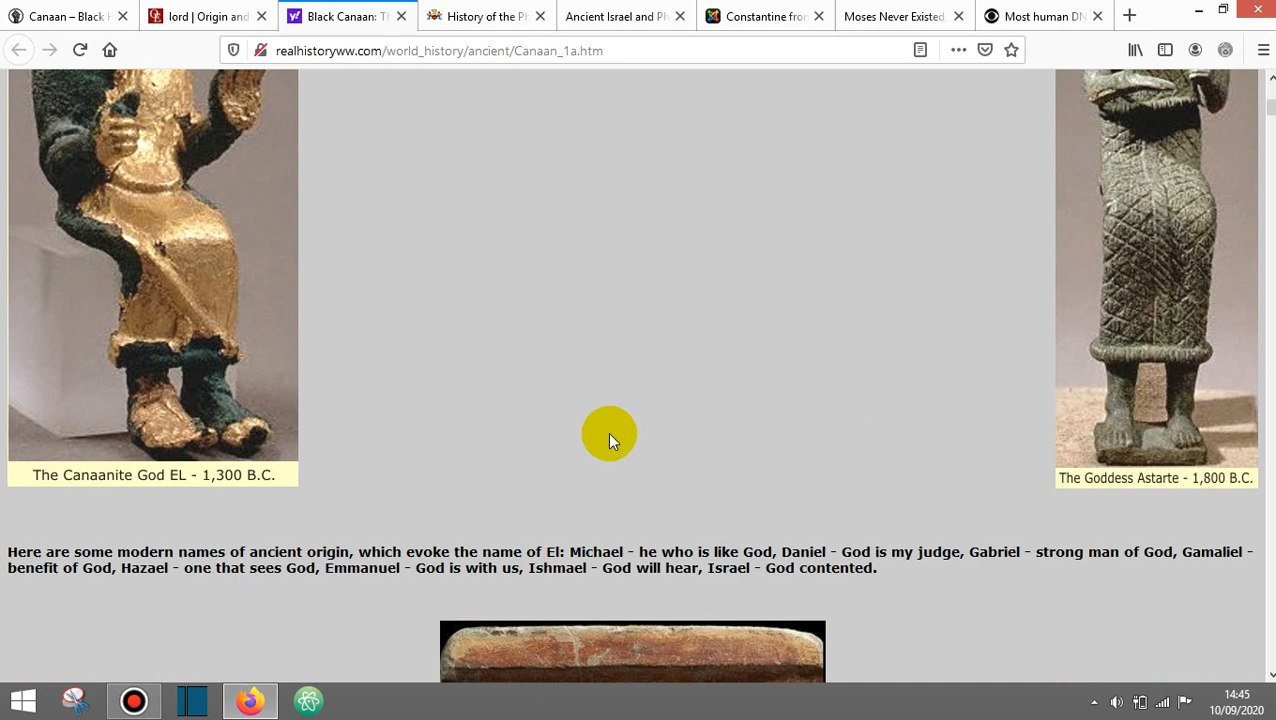 Canaan – Black H
lord | Origin and
Black Canaan: Th
History of the Ph
Ancient Israel and Ph
Constantine from
Moses Never Existed,
Most human DN
realhistoryww.com/world_history/ancient/Canaan_1a.htm
The Canaanite God EL - 1,300 B.C.
The Goddess Astarte - 1,800 B.C.
Here are some modern names of ancient origin, which evoke the name of El: Michael - he who is like God, Daniel - God is my judge, Gabriel - strong man of God, Gamaliel -
benefit of God, Hazael - one that sees God, Emmanuel - God is with us, Ishmael - God will hear, Israel - God contented.
14:45
10/09/2020